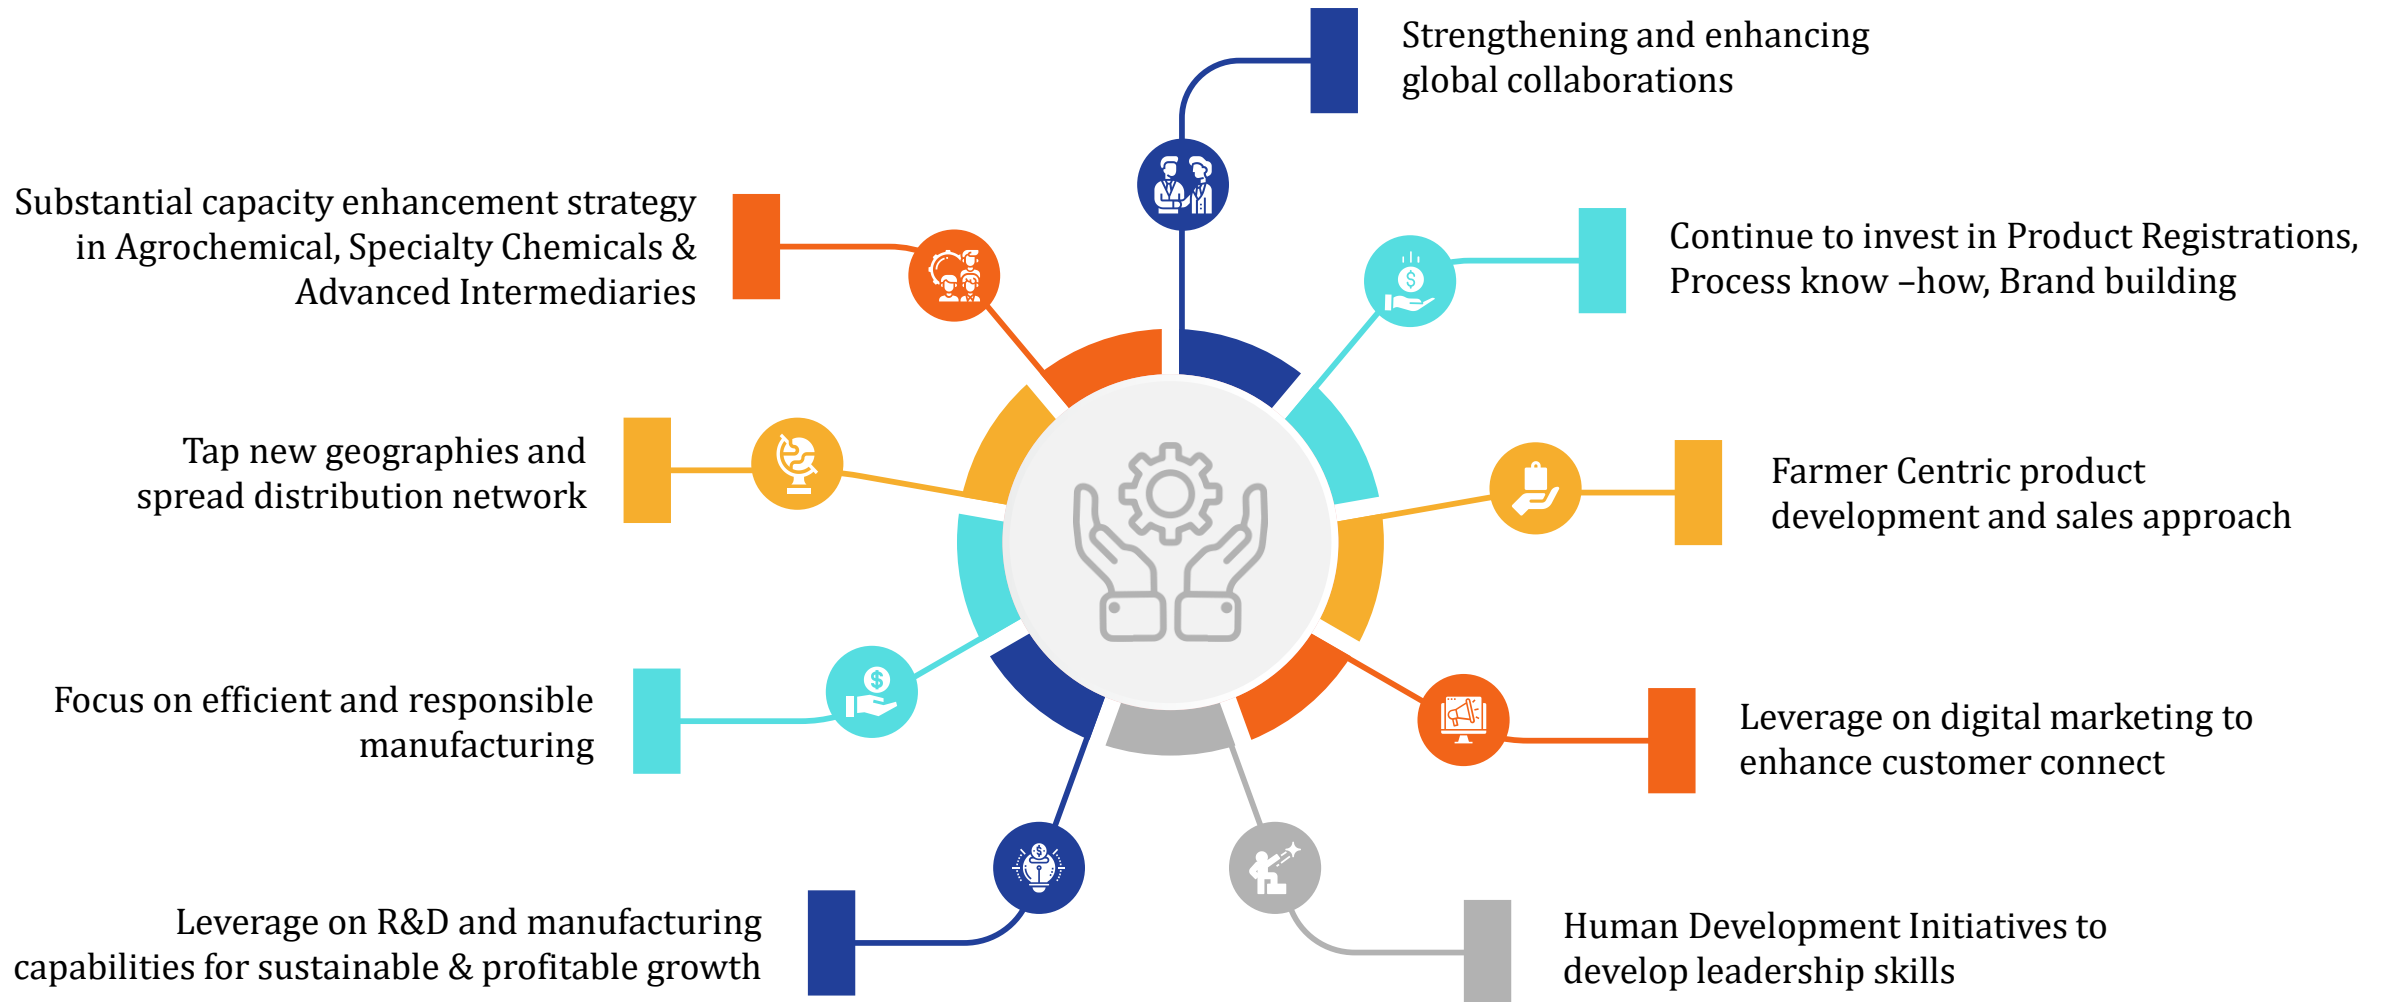 Strengthening and enhancing
global collaborations
Substantial capacity enhancement strategy
in Agrochemical, Specialty Chemicals &
Advanced Intermediaries
Continue to invest in Product Registrations,
Process know –how, Brand building
Tap new geographies and
spread distribution network
Farmer Centric product
development and sales approach
Focus on efficient and responsible
manufacturing
Leverage on digital marketing to
enhance customer connect
Leverage on R&D and manufacturing
capabilities for sustainable & profitable growth
Human Development Initiatives to
develop leadership skills